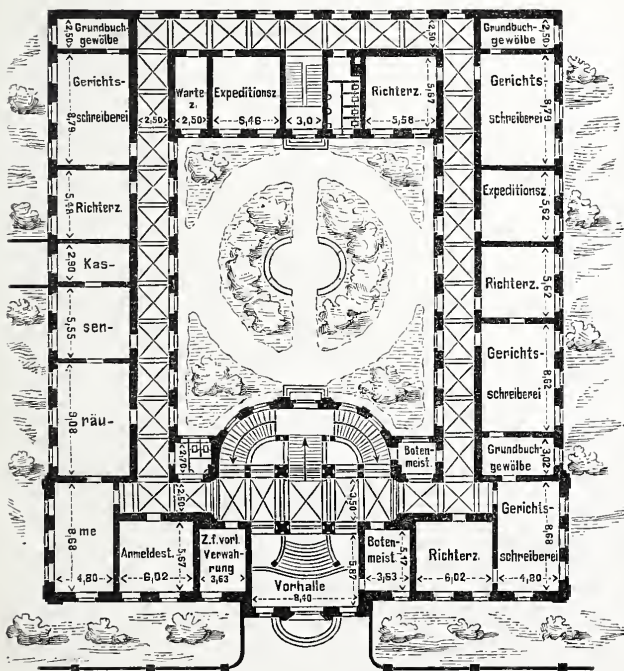 Grundbuch-
gewölbe
2,50
2,50
Grundbuch-
gewölbe
2,50
Gerichts-
schreiberei
8,79
2,50
Warte
z.
2,50
Expeditionsz.
5,46
3,0
Richterz.
5,58
5,67
Gerichts
schreiberei
8,79
Richterz.
Expeditionsz.
5,62
2,90
Kas-
Richterz.
5,62
5,55
sen-
Gerichts-
schreiberei
8,62
9,08
räu-
2,70
Boten-
meist.
Grundbuch-
gewölbe
3,02
me
8,68
4,80
2,50
3,50
Anmeldest.
5,67
6,02
Z.f.vorl.
Verwah-
rung
3,63
Vorhalle
8,10
5,87
Boten-
meist.
5,17
3,63
Richterz.
6,02
Gerichts-
schreiberei
8,68
4,80